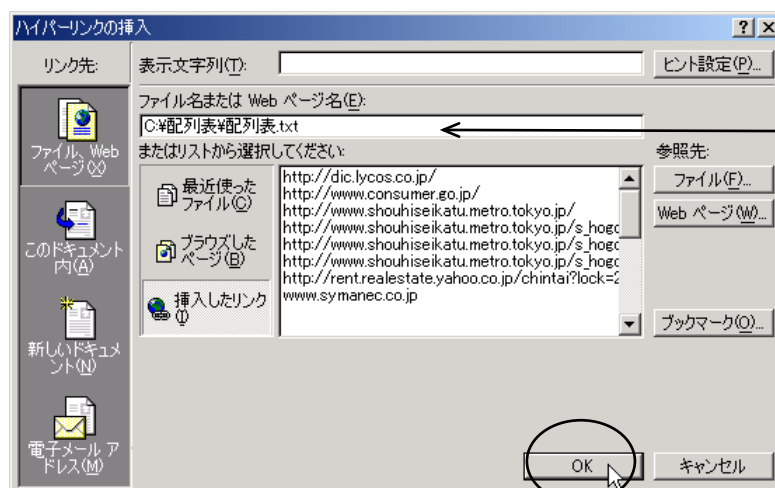 ハイパーリンクの挿入
リンク先:
表示文字列(T):
ヒント設定(P)...
ファイル、Web
ページ(X)
ファイル名または Web ページ名(E):
C:¥配列表¥配列表.txt
またはリストから選択してください:
参照先:
最近使った
ファイル(C)
http://dic.lycos.co.jp/
http://www.consumer.go.jp/
http://www.shouhiseikatu.metro.tokyo.jp/
http://www.shouhiseikatu.metro.tokyo.jp/s_hogo
http://www.shouhiseikatu.metro.tokyo.jp/s_hogo
http://www.shouhiseikatu.metro.tokyo.jp/s_hogo
http://rent.realestate.yahoo.co.jp/chintai?lock=2
www.symanec.co.jp
ファイル(F)...
Web ページ(W)...
このドキュメント
内(A)
ブラウズした
ページ(B)
挿入したリンク
(I)
ブックマーク(O)...
新しいドキュメ
ント(N)
電子メール ア
ドレス(M)
OK
キャンセル